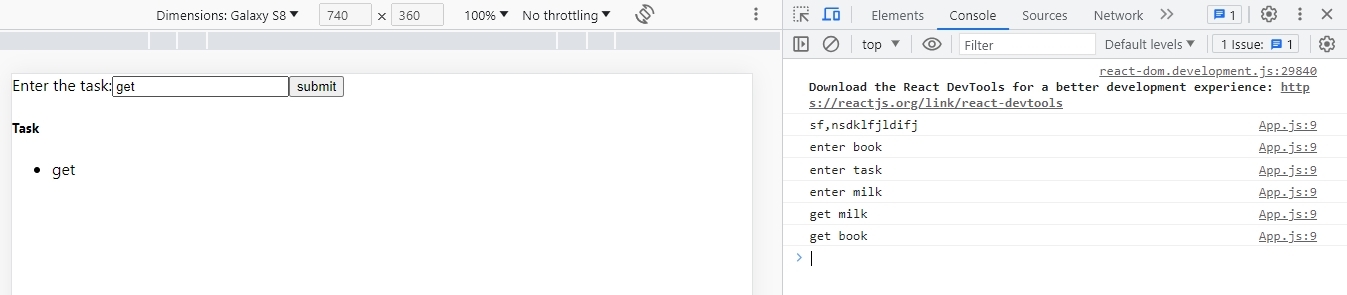 Dimensions: Galaxy S8 740 × 360 100% No throttling
Elements Console Sources Network 1
top Filter Default levels 1 Issue: 1
Enter the task: get submit
Task
• get
react-dom.development.js:29840
Download the React DevTools for a better development experience: http
s://reactjs.org/link/react-devtools
sf,nsdklfjldifj App.js:9
enter book App.js:9
enter task App.js:9
enter milk App.js:9
get milk App.js:9
get book App.js:9